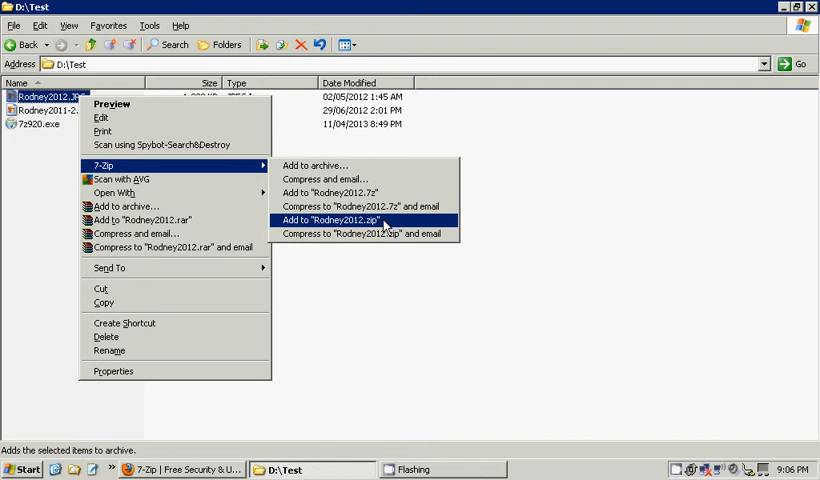 D:\Test
File Edit View Favorites Tools Help
Back Search Folders
Address D:\Test Go
Name Size Type Date Modified
Rodney2012.JPG 02/05/2012 1:45 AM
Rodney2011-2. 29/06/2012 2:01 PM
7z920.exe 11/04/2013 8:49 PM
Preview
Edit
Print
Scan using Spybot-Search&Destroy
7-Zip
Scan with AVG
Open With
Add to archive...
Add to "Rodney2012.rar"
Compress and email...
Compress to "Rodney2012.rar" and email
Send To
Cut
Copy
Create Shortcut
Delete
Rename
Properties
Add to archive...
Compress and email...
Add to "Rodney2012.7z"
Compress to "Rodney2012.7z" and email
Add to "Rodney2012.zip"
Compress to "Rodney2012.zip" and email
Adds the selected items to archive.
Start » 7-Zip | Free Security & U... D:\Test Flashing 9:06 PM